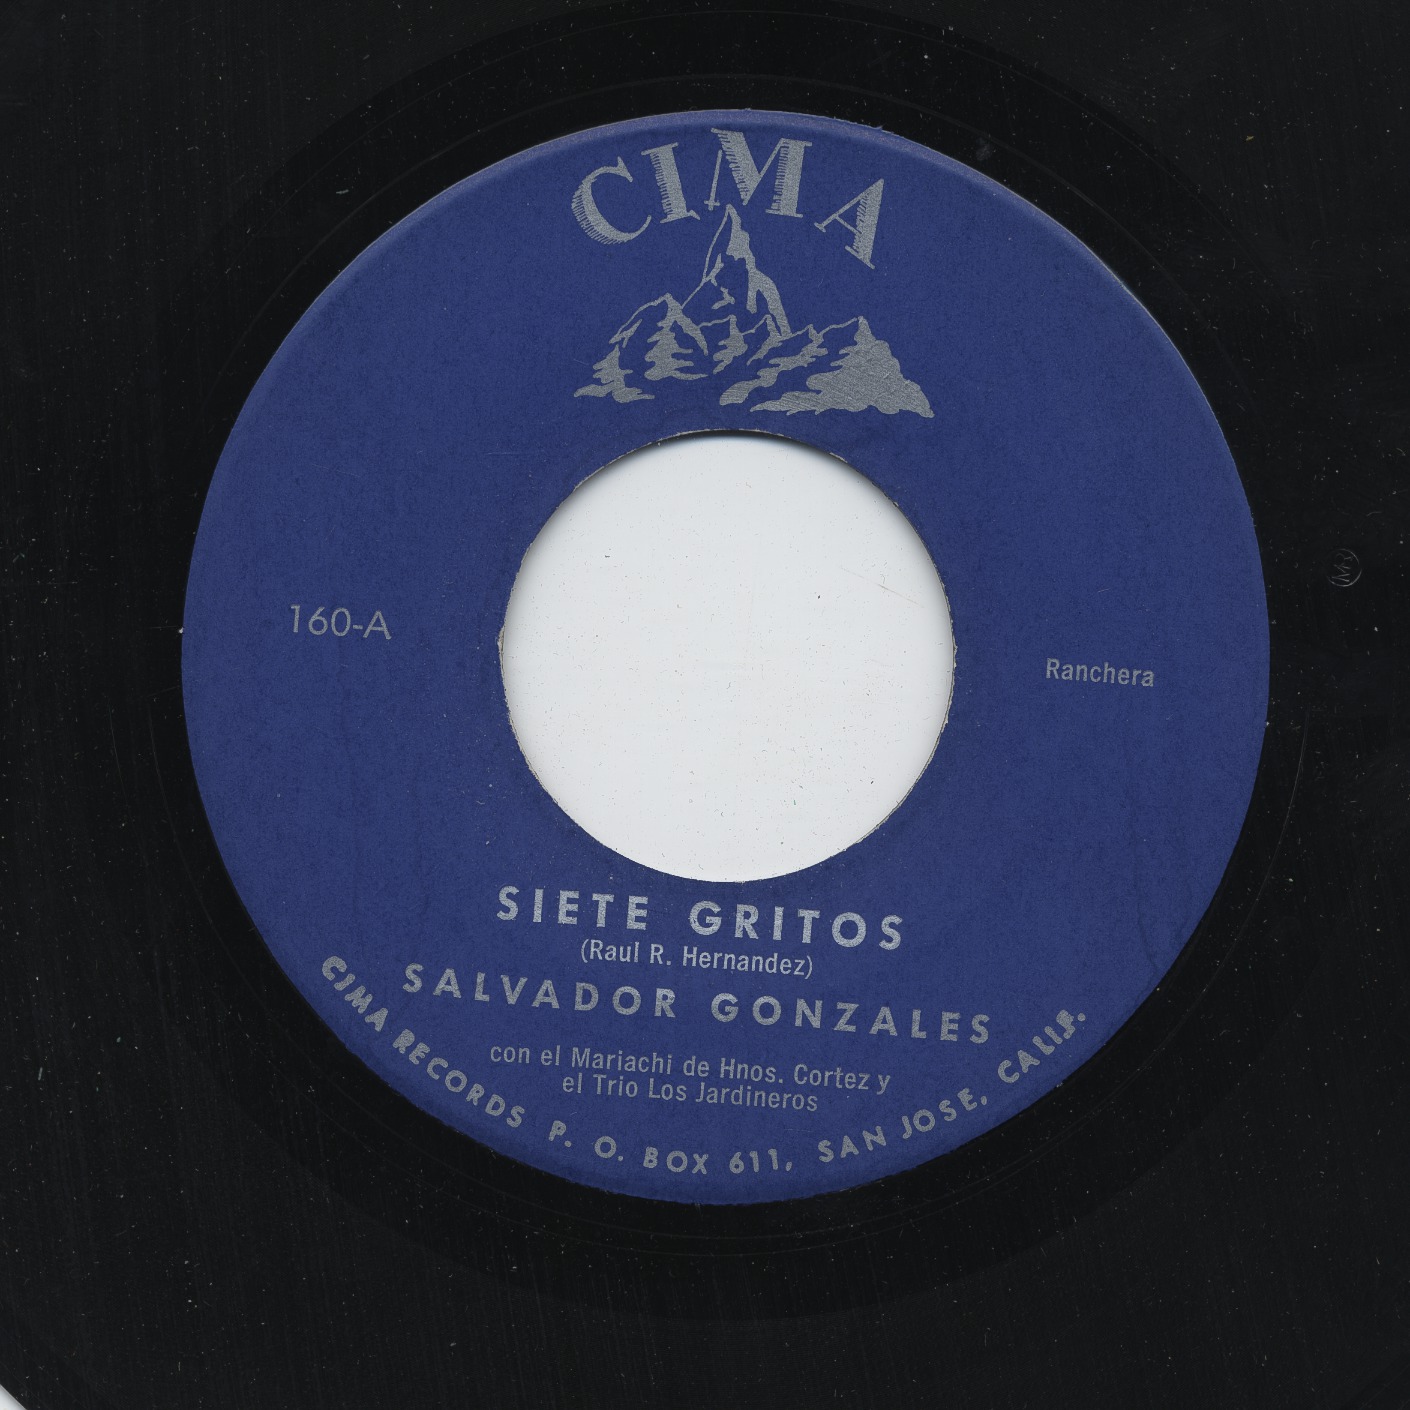 CIMA
160-A
Ranchera
SIETE GRITOS
(Raul R. Hernandez)
SALVADOR GONZALES
con el Mariachi de Hnos. Cortez y
el Trio Los Jardineros
CIMA RECORDS P. O. BOX 611, SAN JOSE, CALIF.